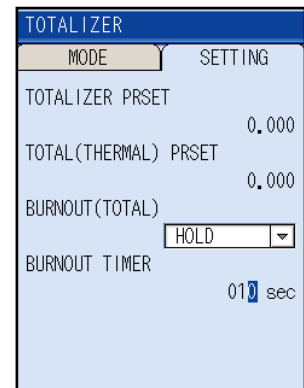 TOTALIZER
MODE SETTING
TOTALIZER PRSET
0.000
TOTAL(THERMAL) PRSET
0.000
BURNOUT(TOTAL)
HOLD
BURNOUT TIMER
010 sec